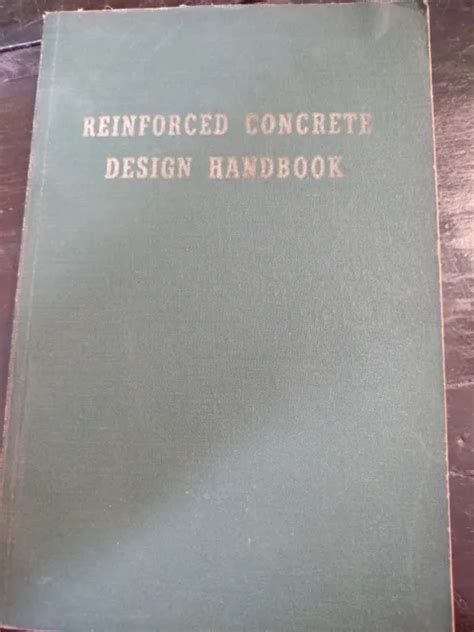 REINFORCED CONCRETE
DESIGN HANDBOOK